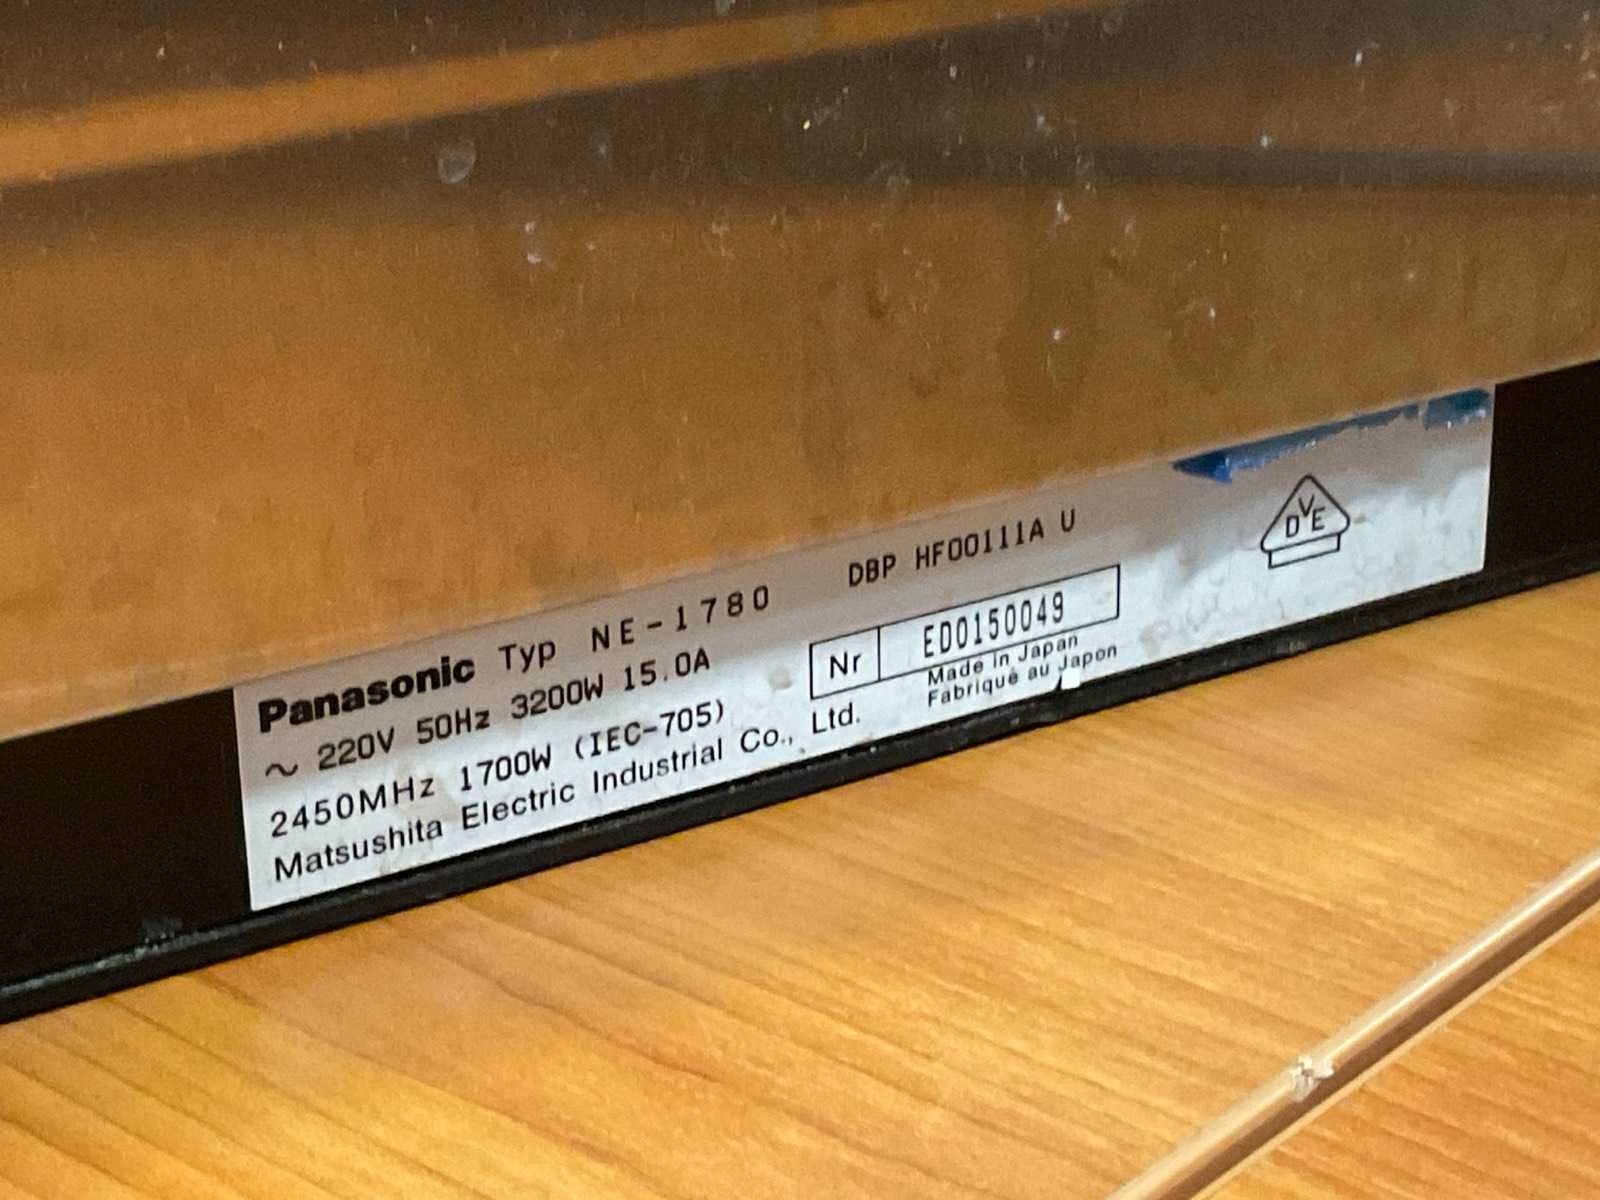 Panasonic Typ NE-1780 DBP HF00111A U
~ 220V 50Hz 3200W 15.0A
2450MHz 1700W (IEC-705)
Matsushita Electric Industrial Co., Ltd.
Nr ED0150049
Made in Japan
Fabriqué au Japon
DVE